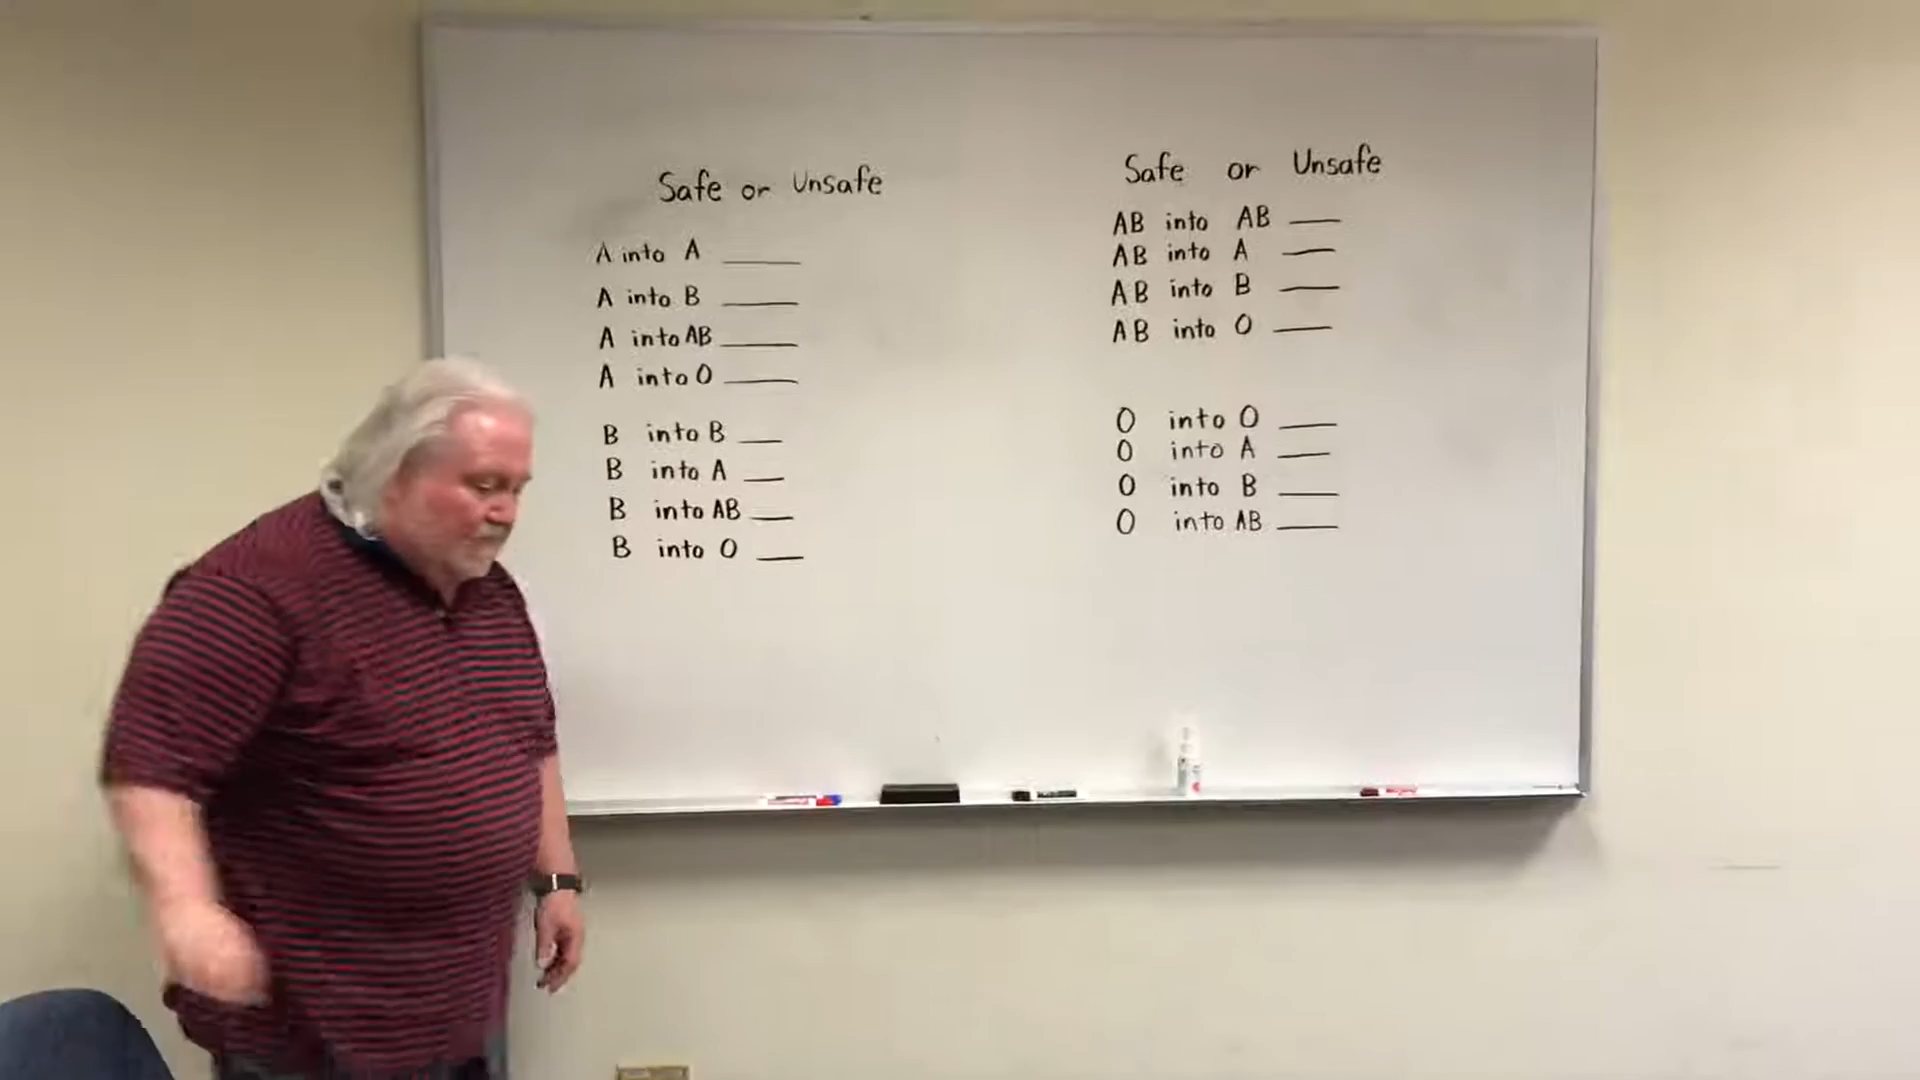 Safe or Unsafe
A into A ____
A into B ____
A into AB ____
A into O ____
B into B ___
B into A ___
B into AB ___
B into O ___
Safe or Unsafe
AB into AB ___
AB into A ___
AB into B ___
AB into O ___
O into O ___
O into A ___
O into B ___
O into AB ___